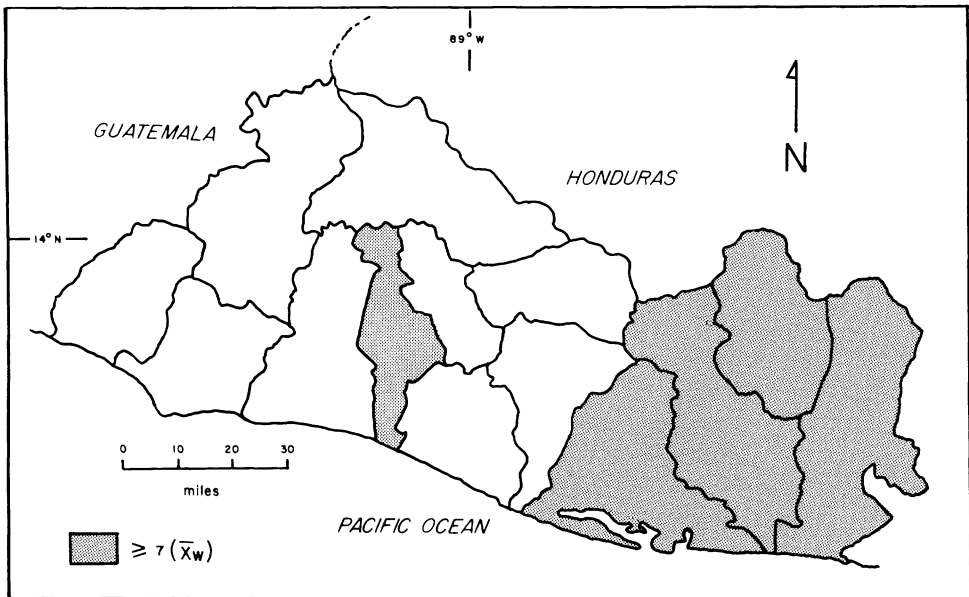 89° W
GUATEMALA
HONDURAS
N
14° N
0 10 20 30
miles
PACIFIC OCEAN
≥ 7 (X̅w)